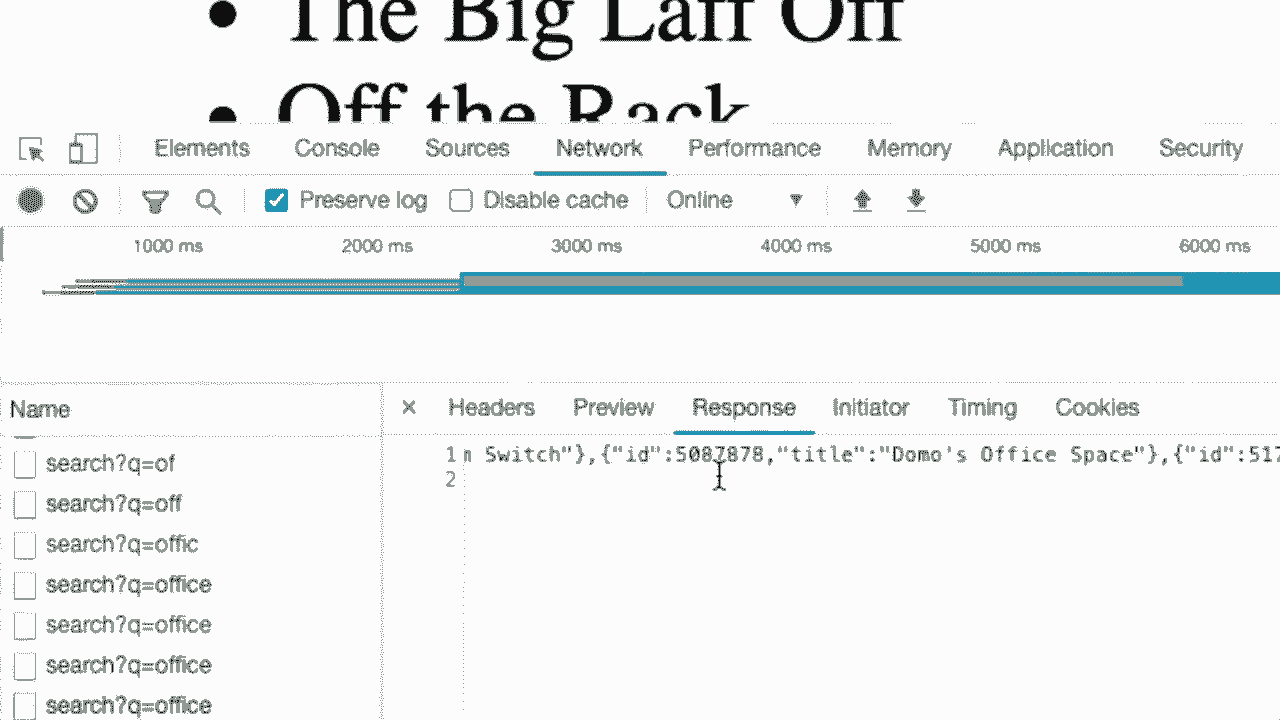 • The Big Laff Off
• Off the Rack
Elements Console Sources Network Performance Memory Application Security
Preserve log Disable cache Online ▼
1000 ms 2000 ms 3000 ms 4000 ms 5000 ms 6000 ms
Name
× Headers Preview Response Initiator Timing Cookies
1 n Switch"},{"id":5087878,"title":"Domo's Office Space"},{"id":517
2
search?q=of
search?q=off
search?q=offic
search?q=office
search?q=office
search?q=office
search?q=office